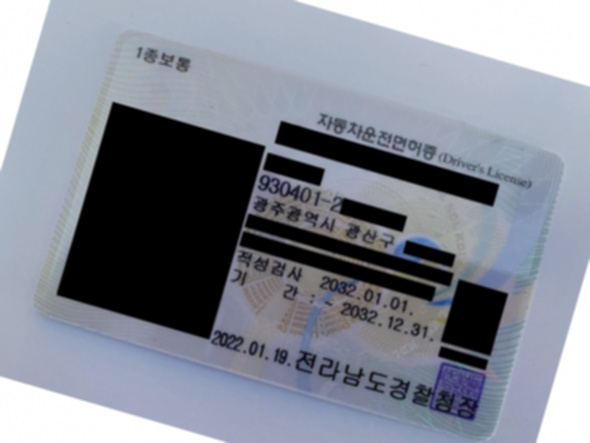 1종보통
자동차운전면허증 (Driver's License)
930401-2
광주광역시 광산구
적성검사 2032.01.01.
기 간 : ~ 2032.12.31.
2022.01.19. 전라남도경찰청장